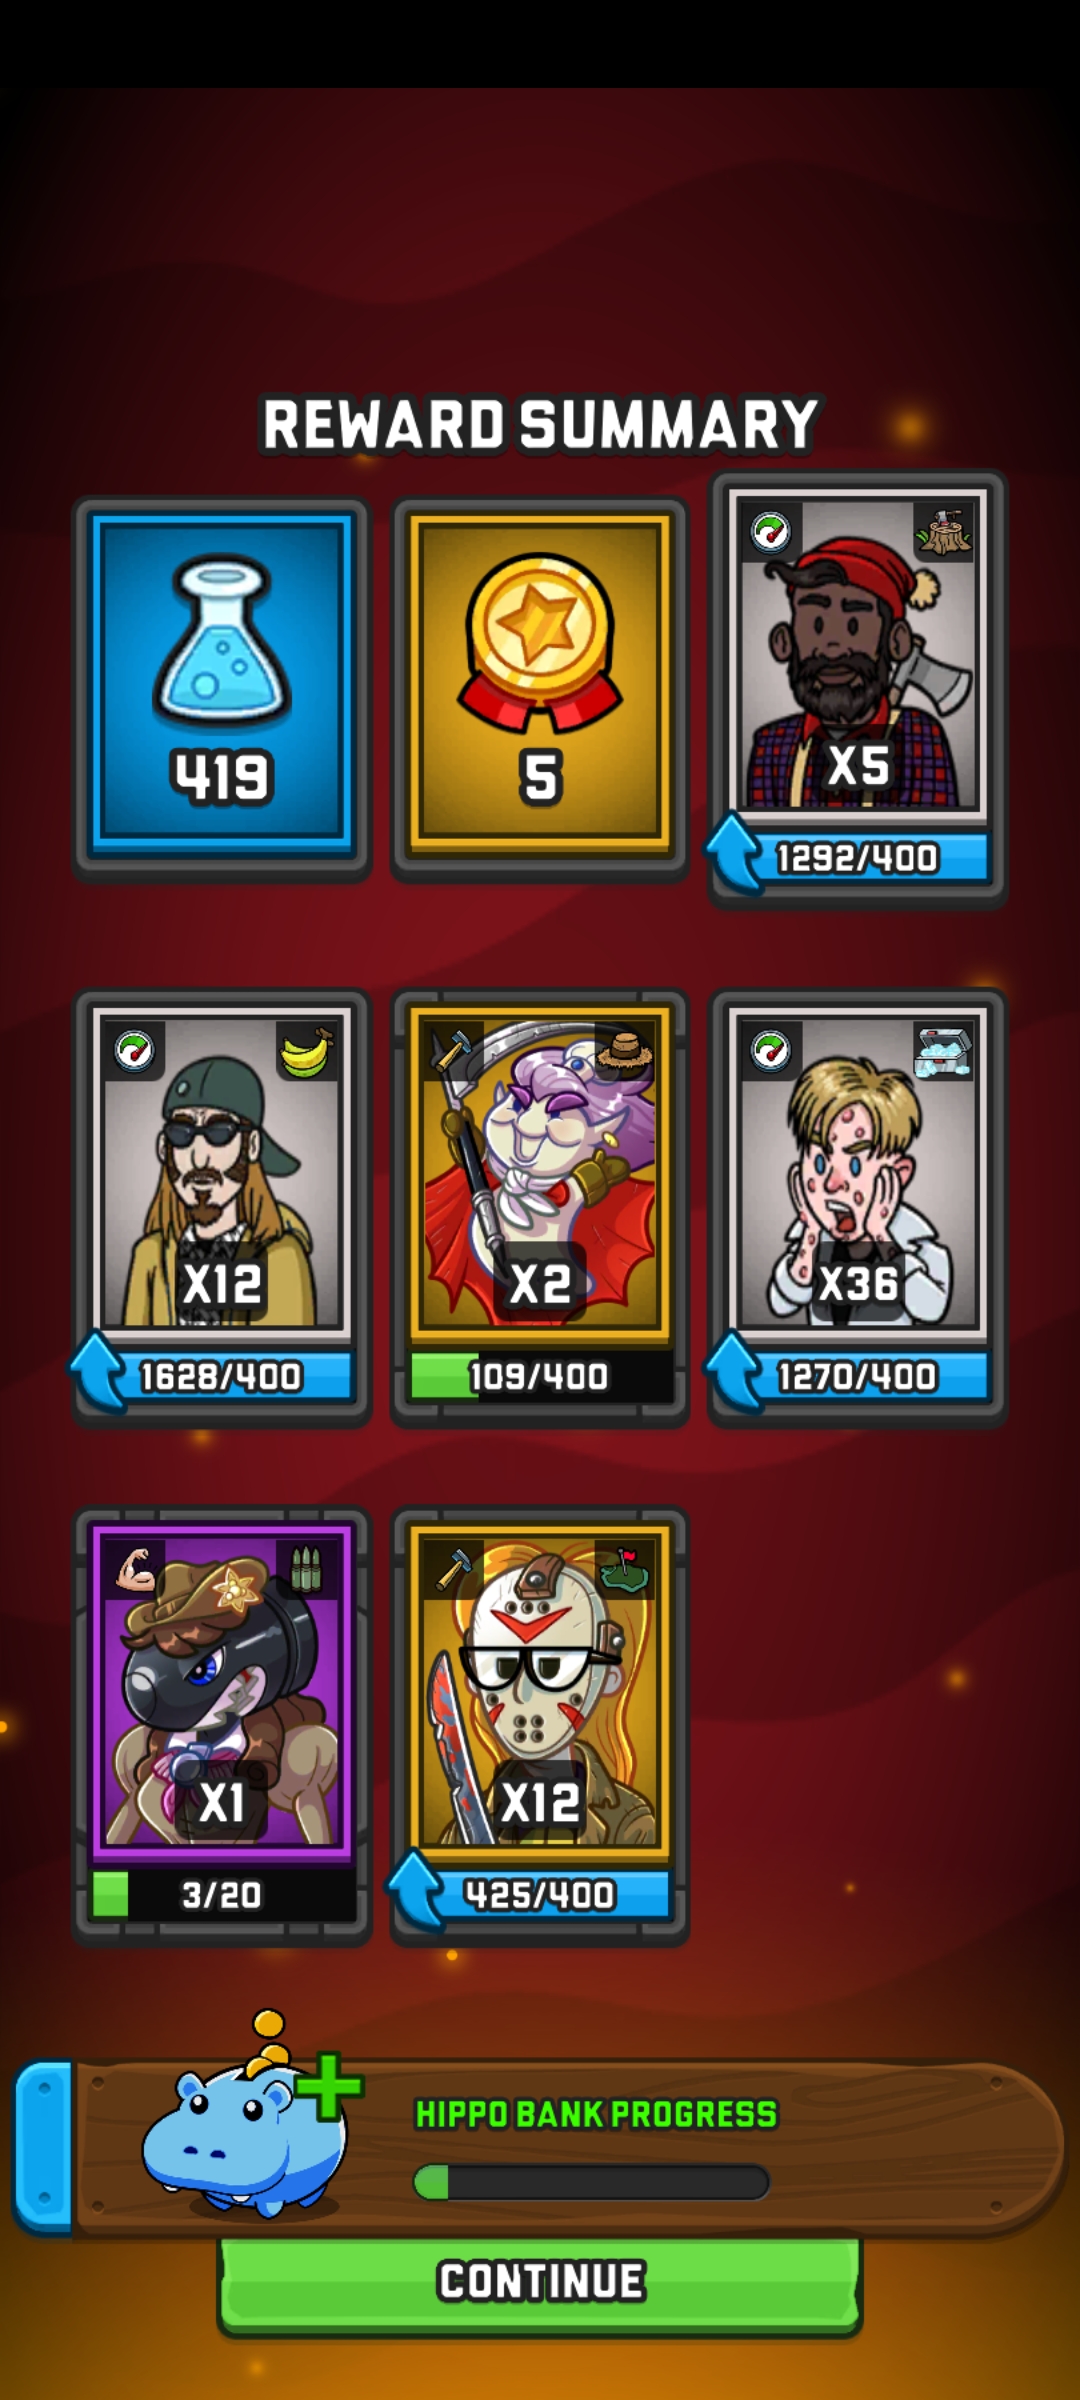 REWARD SUMMARY
419
5
X5
1292/400
X12
1628/400
X2
109/400
X36
1270/400
X1
3/20
X12
425/400
HIPPO BANK PROGRESS
CONTINUE